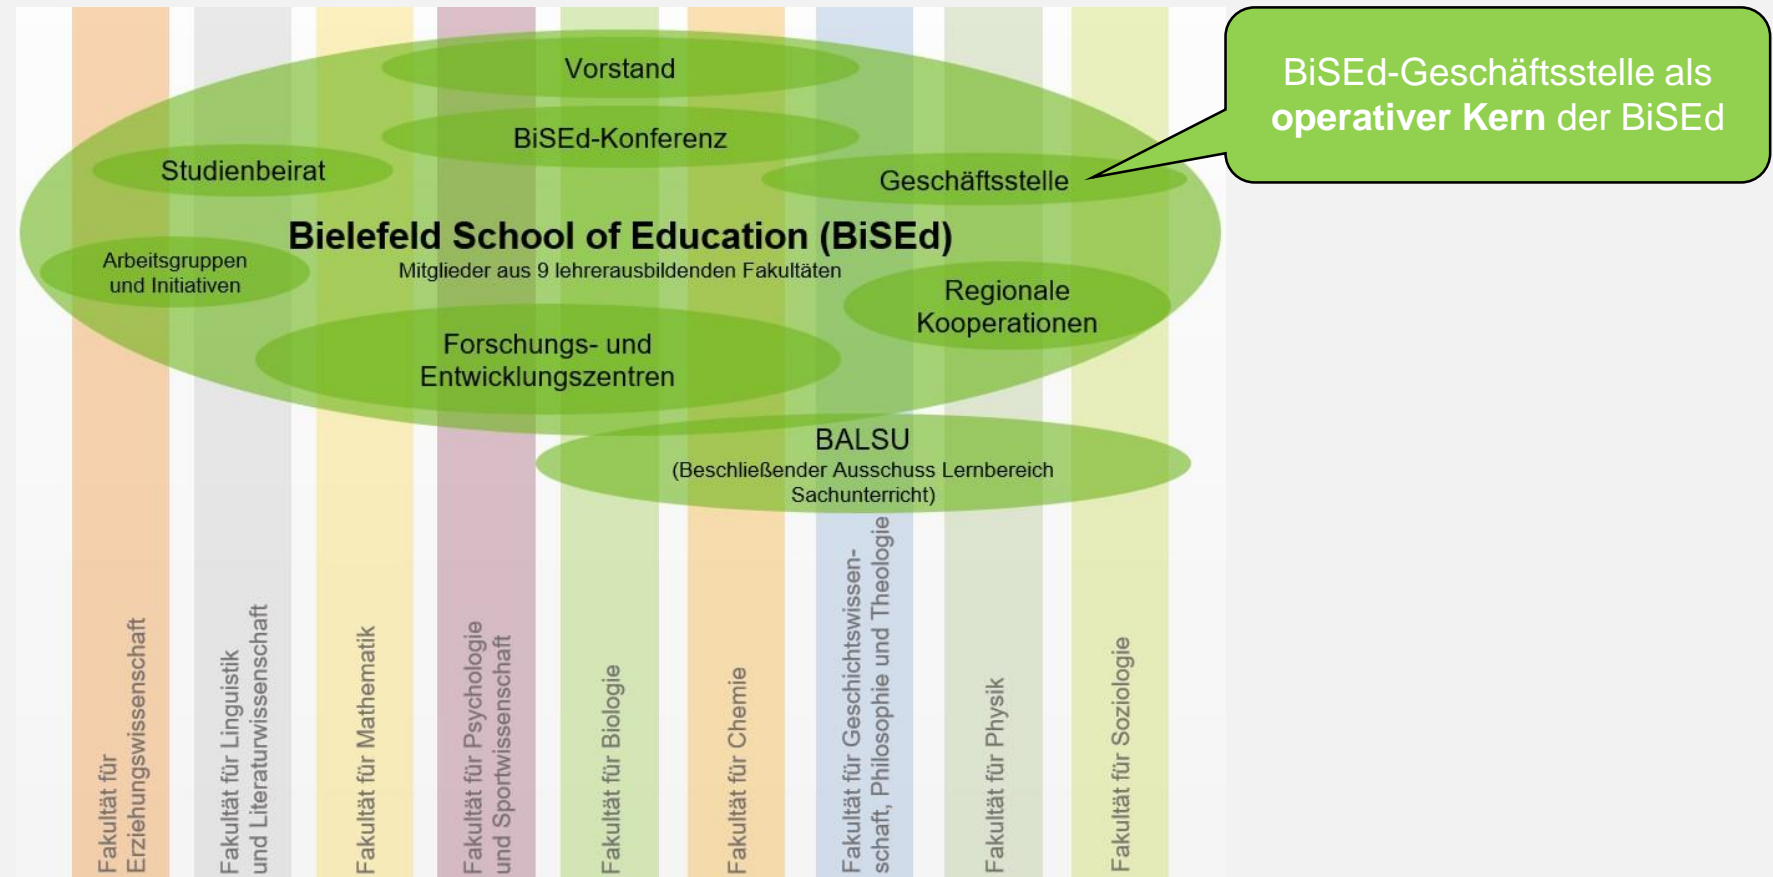 Vorstand
BiSEd-Konferenz
Studienbeirat
Geschäftsstelle
BiSEd-Geschäftsstelle als
operativer Kern der BiSEd
Bielefeld School of Education (BiSEd)
Mitglieder aus 9 lehrerausbildenden Fakultäten
Arbeitsgruppen
und Initiativen
Regionale
Kooperationen
Forschungs- und
Entwicklungszentren
BALSU
(Beschließender Ausschuss Lernbereich
Sachunterricht)
Fakultät für
Erziehungswissenschaft
Fakultät für Linguistik
und Literaturwissenschaft
Fakultät für Mathematik
Fakultät für Psychologie
und Sportwissenschaft
Fakultät für Biologie
Fakultät für Chemie
Fakultät für Geschichtswissen-
schaft, Philosophie und Theologie
Fakultät für Physik
Fakultät für Soziologie